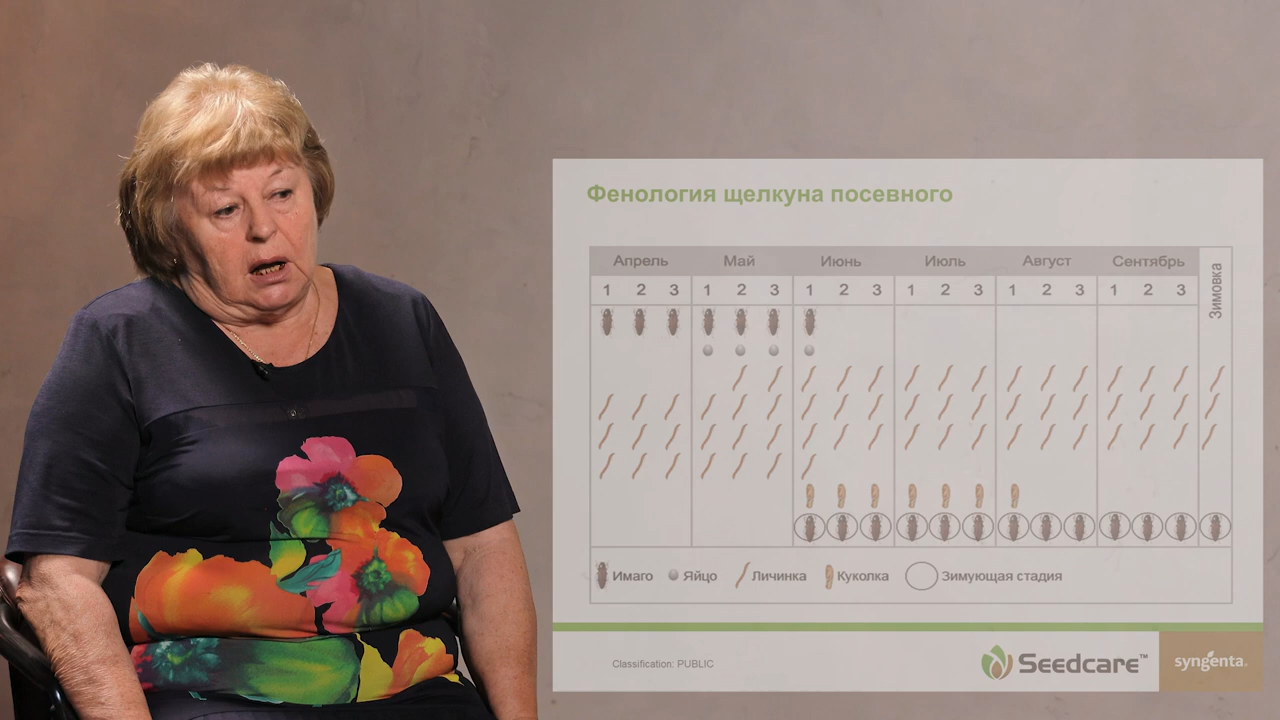 Фенология щелкуна посевного
Апрель Май Июнь Июль Август Сентябрь Зимовка
1 2 3 1 2 3 1 2 3 1 2 3 1 2 3 1 2 3
Имаго Яйцо Личинка Куколка Зимующая стадия
Classification: PUBLIC
Seedcare™
syngenta®